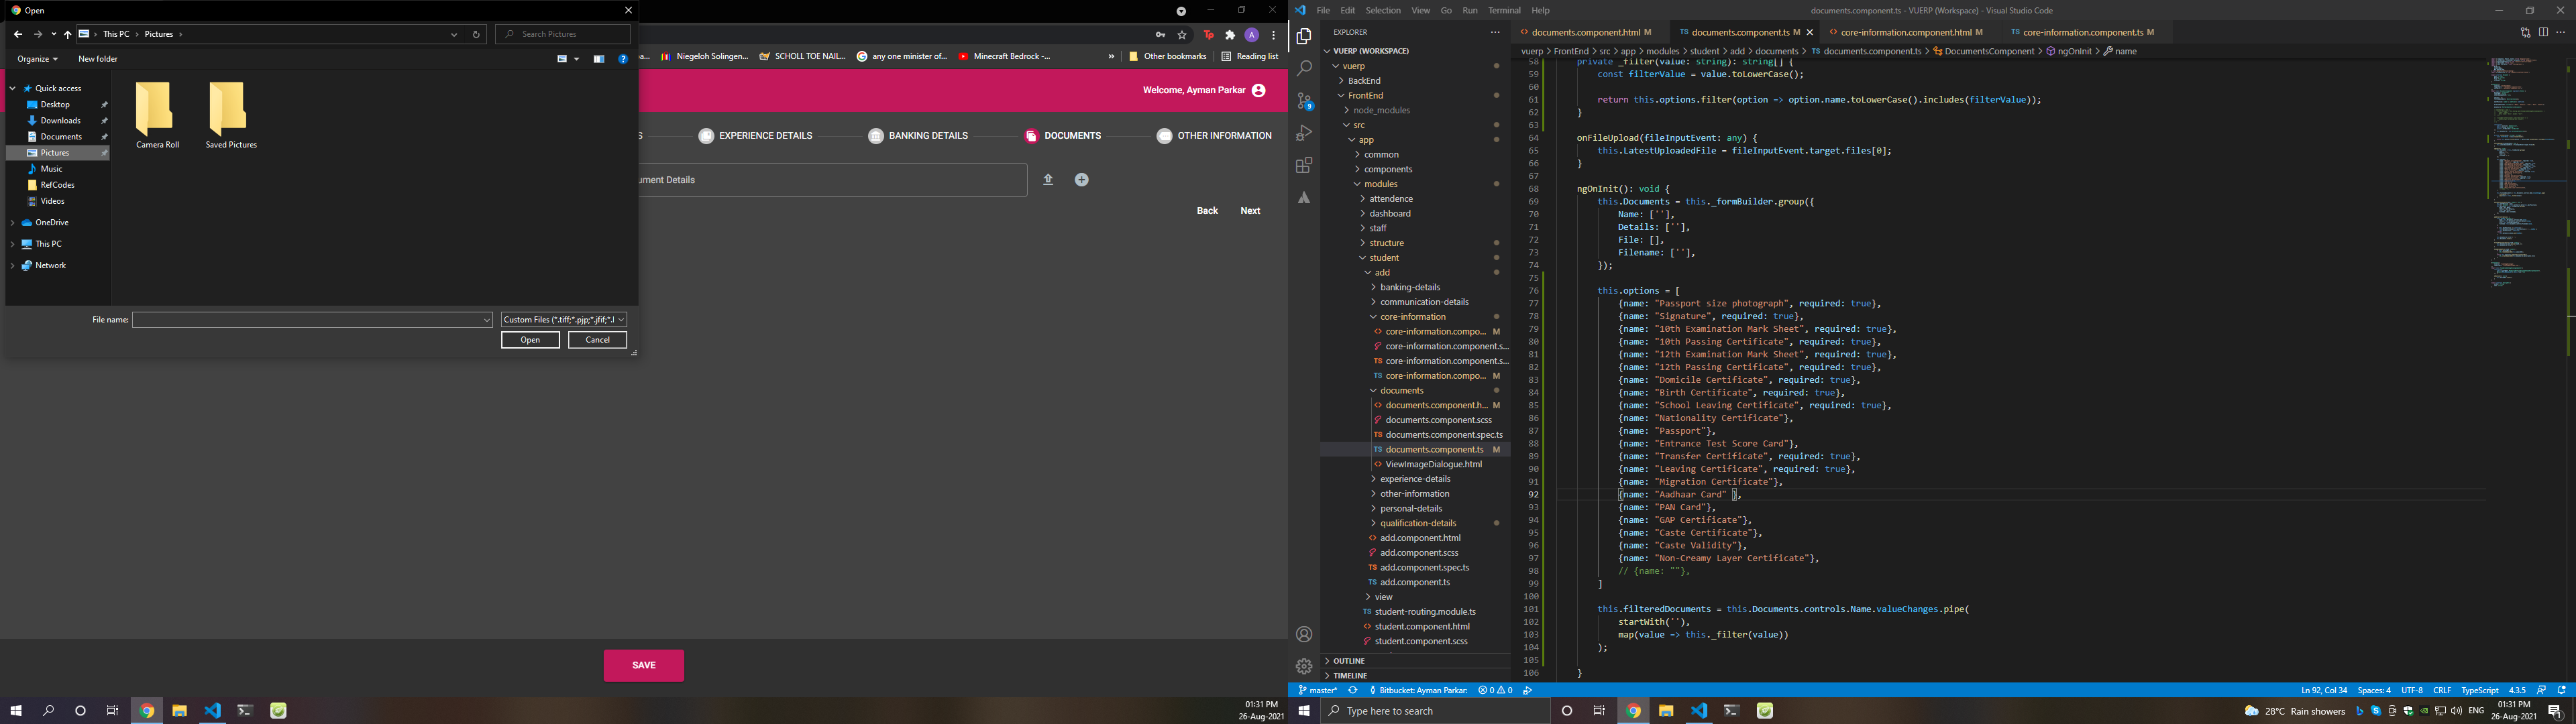 Open
This PC > Pictures >
Search Pictures
Organize
New folder
Quick access
Desktop
Downloads
Documents
Pictures
Music
RefCodes
Videos
OneDrive
This PC
Network
Camera Roll
Saved Pictures
File name:
Custom Files (*.tiff;*.pjp;*.jfif;*.l
Open
Cancel
Niegeloh Solingen...
SCHOLL TOE NAIL...
any one minister of...
Minecraft Bedrock -...
»
Other bookmarks
Reading list
Welcome, Ayman Parkar
EXPERIENCE DETAILS
BANKING DETAILS
DOCUMENTS
OTHER INFORMATION
ument Details
Back
Next
SAVE
01:31 PM
26-Aug-2021
File Edit Selection View Go Run Terminal Help
documents.component.ts - VUERP (Workspace) - Visual Studio Code
EXPLORER
VUERP (WORKSPACE)
vuerp
BackEnd
FrontEnd
node_modules
src
app
common
components
modules
attendence
dashboard
staff
structure
student
add
banking-details
communication-details
core-information
core-information.compo... M
core-information.component.s...
core-information.component.s...
core-information.compo... M
documents
documents.component.h... M
documents.component.scss
documents.component.spec.ts
documents.component.ts M
ViewImageDialogue.html
experience-details
other-information
personal-details
qualification-details
add.component.html
add.component.scss
add.component.spec.ts
add.component.ts
view
student-routing.module.ts
student.component.html
student.component.scss
OUTLINE
TIMELINE
documents.component.html M
documents.component.ts M
core-information.component.html M
core-information.component.ts M
vuerp > FrontEnd > src > app > modules > student > add > documents > documents.component.ts > DocumentsComponent > ngOnInit > name
58 private _filter(value: string): string[] {
59 const filterValue = value.toLowerCase();
60
61 return this.options.filter(option => option.name.toLowerCase().includes(filterValue));
62 }
63
64 onFileUpload(fileInputEvent: any) {
65 this.LatestUploadedFile = fileInputEvent.target.files[0];
66 }
67
68 ngOnInit(): void {
69 this.Documents = this._formBuilder.group({
70 Name: [''],
71 Details: [''],
72 File: [],
73 Filename: [''],
74 });
75
76 this.options = [
77 {name: "Passport size photograph", required: true},
78 {name: "Signature", required: true},
79 {name: "10th Examination Mark Sheet", required: true},
80 {name: "10th Passing Certificate", required: true},
81 {name: "12th Examination Mark Sheet", required: true},
82 {name: "12th Passing Certificate", required: true},
83 {name: "Domicile Certificate", required: true},
84 {name: "Birth Certificate", required: true},
85 {name: "School Leaving Certificate", required: true},
86 {name: "Nationality Certificate"},
87 {name: "Passport"},
88 {name: "Entrance Test Score Card"},
89 {name: "Transfer Certificate", required: true},
90 {name: "Leaving Certificate", required: true},
91 {name: "Migration Certificate"},
92 {name: "Aadhaar Card" },
93 {name: "PAN Card"},
94 {name: "GAP Certificate"},
95 {name: "Caste Certificate"},
96 {name: "Caste Validity"},
97 {name: "Non-Creamy Layer Certificate"},
98 // {name: ""},
99 ]
100
101 this.filteredDocuments = this.Documents.controls.Name.valueChanges.pipe(
102 startWith(''),
103 map(value => this._filter(value))
104 );
105
106 }
master* Bitbucket: Ayman Parkar: 0 0
Ln 92, Col 34 Spaces: 4 UTF-8 CRLF TypeScript 4.3.5
Type here to search
28°C Rain showers
ENG
01:31 PM
26-Aug-2021